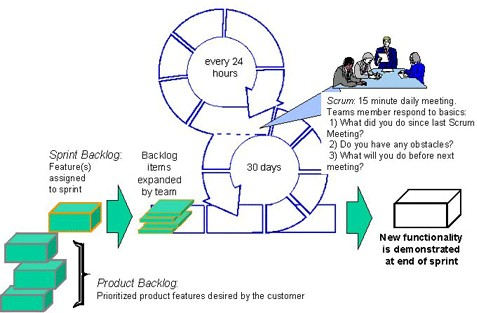 every 24
hours
Scrum: 15 minute daily meeting.
Teams member respond to basics:
1) What did you do since last Scrum
Meeting?
2) Do you have any obstacles?
3) What will you do before next
meeting?
Sprint Backlog:
Feature(s)
assigned
to sprint
Backlog
items
expanded
by team
30 days
New functionality
is demonstrated
at end of sprint
Product Backlog:
Prioritized product features desired by the customer